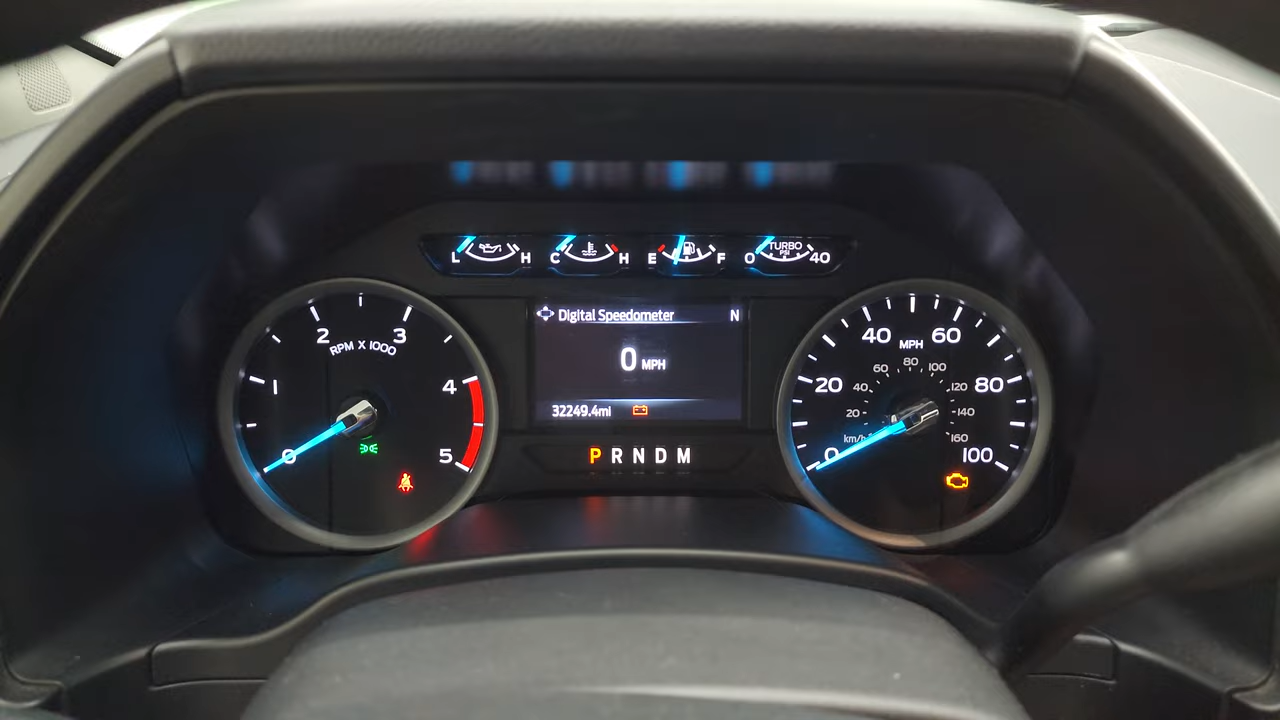 L H C H E F 0 TURBO PSI 40
Digital Speedometer N
0 MPH
32249.4mi
P R N D M
0 1 2 3 4 5
RPM X 1000
0 20 40 60 80 100
MPH
km/h 20 40 60 80 100 120 140 160